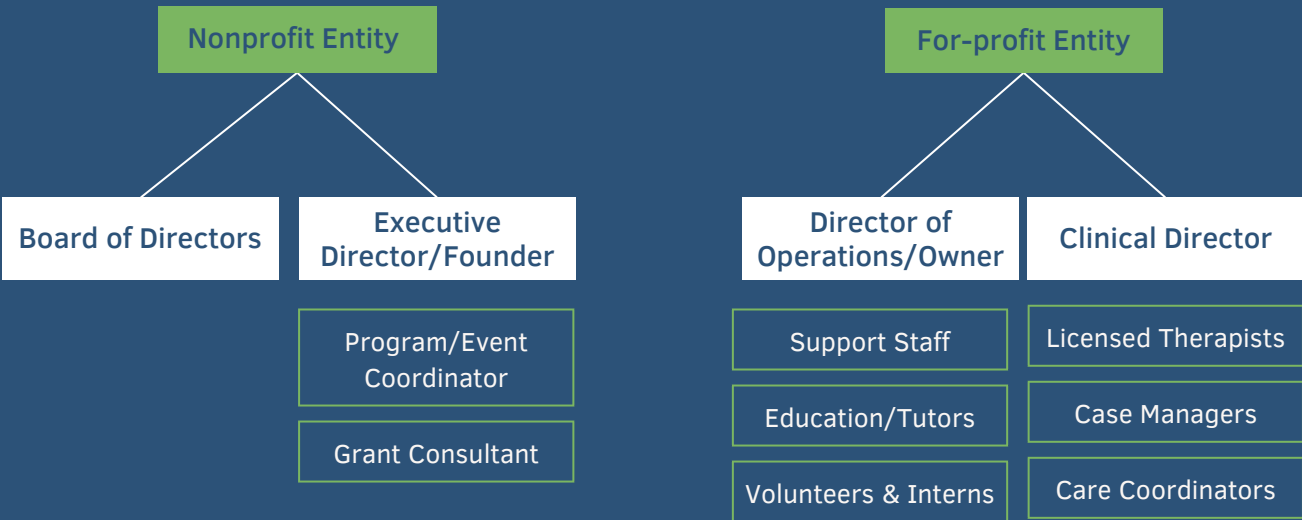 Nonprofit Entity
For-profit Entity
Board of Directors
Executive
Director/Founder
Director of
Operations/Owner
Clinical Director
Program/Event
Coordinator
Grant Consultant
Support Staff
Education/Tutors
Volunteers & Interns
Licensed Therapists
Case Managers
Care Coordinators